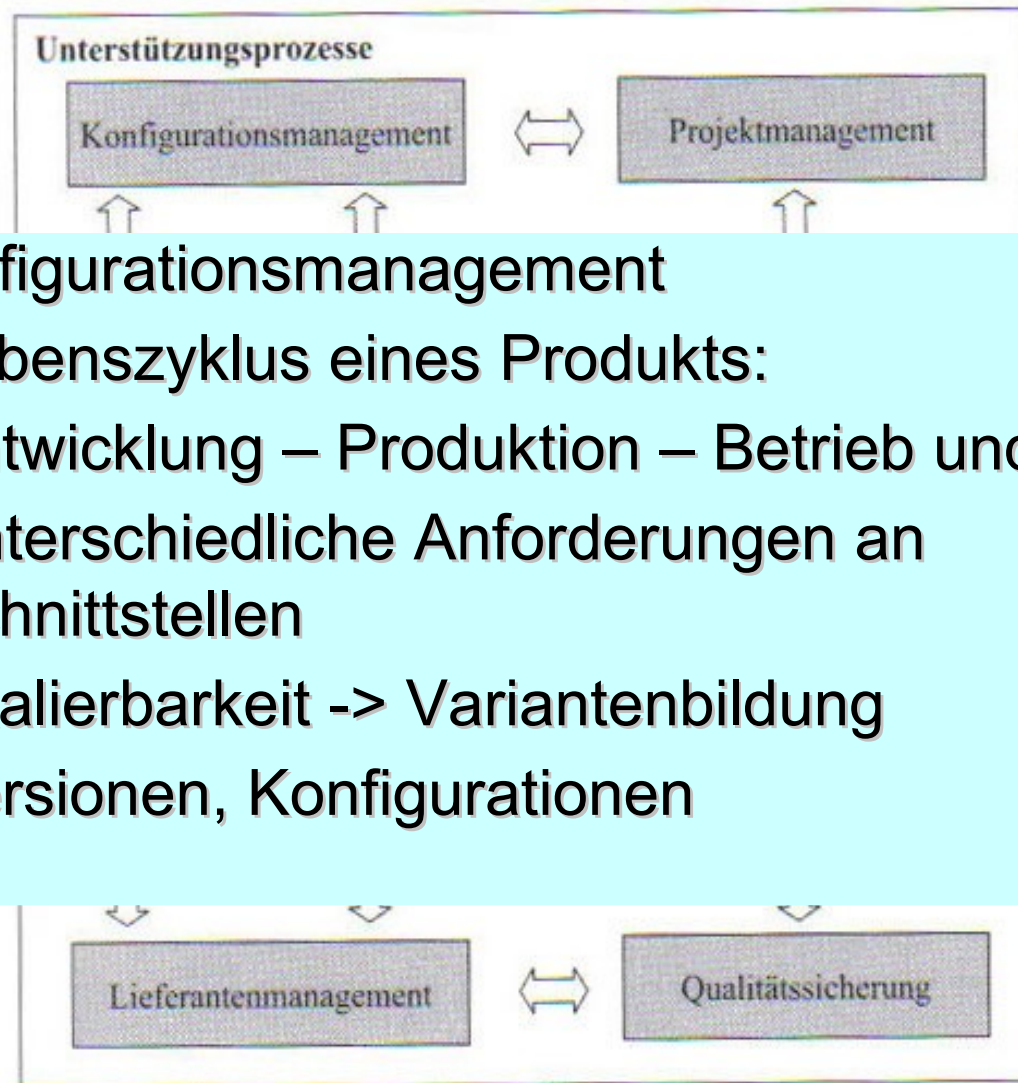 Unterstützungsprozesse
Konfigurationsmanagement
Projektmanagement
figurationsmanagement
benszyklus eines Produkts:
twicklung – Produktion – Betrieb und
nterschiedliche Anforderungen an
hnittstellen
alierbarkeit -> Variantenbildung
ersionen, Konfigurationen
Lieferantenmanagement
Qualitätssicherung